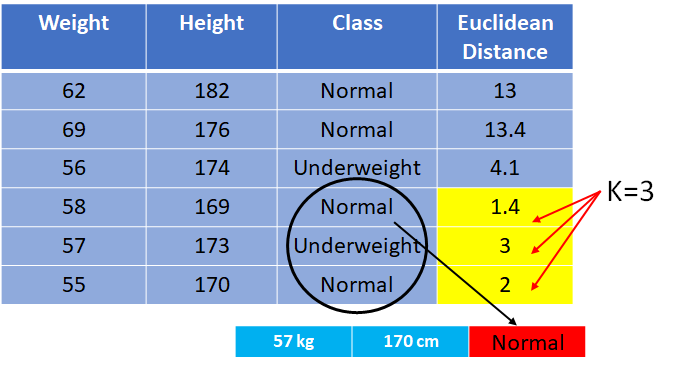 Weight Height Class Euclidean
Distance
62 182 Normal 13
69 176 Normal 13.4
56 174 Underweight 4.1
58 169 Normal 1.4
K=3
57 173 Underweight 3
55 170 Normal 2
57 kg 170 cm Normal